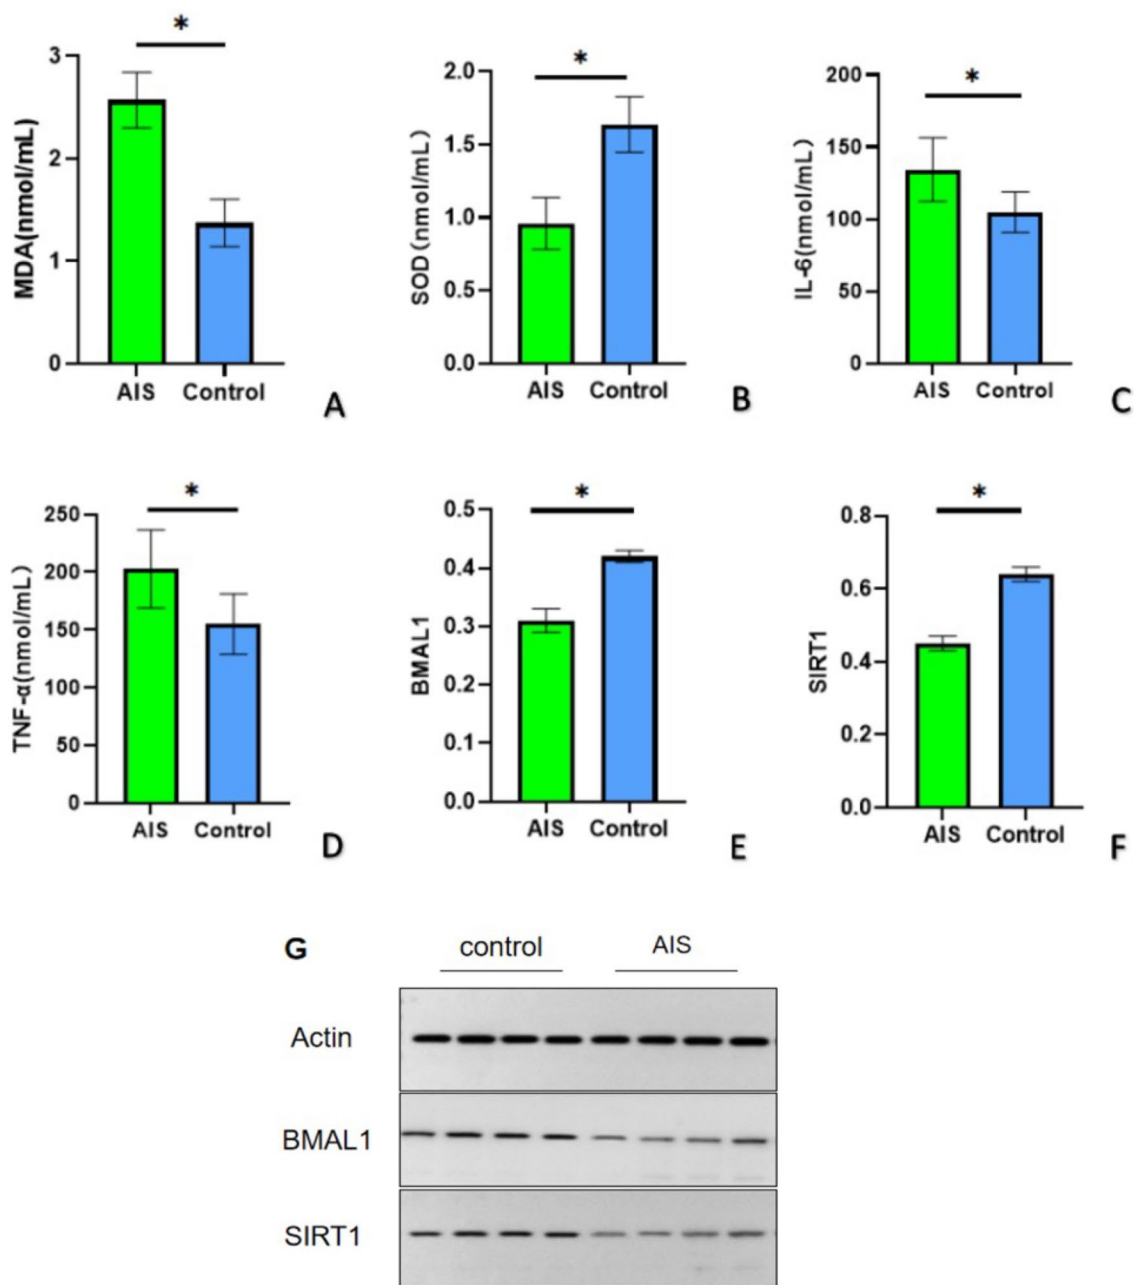 *
MDA(nmol/mL)
3
2
1
0
AIS Control
A
*
SOD(nmol/mL)
2.0
1.5
1.0
0.5
0.0
AIS Control
B
*
IL-6(nmol/mL)
200
150
100
50
0
AIS Control
C
*
TNF-α(nmol/mL)
250
200
150
100
50
0
AIS Control
D
*
BMAL1
0.5
0.4
0.3
0.2
0.1
0.0
AIS Control
E
*
SIRT1
0.8
0.6
0.4
0.2
0.0
AIS Control
F
G
control AIS
Actin
BMAL1
SIRT1